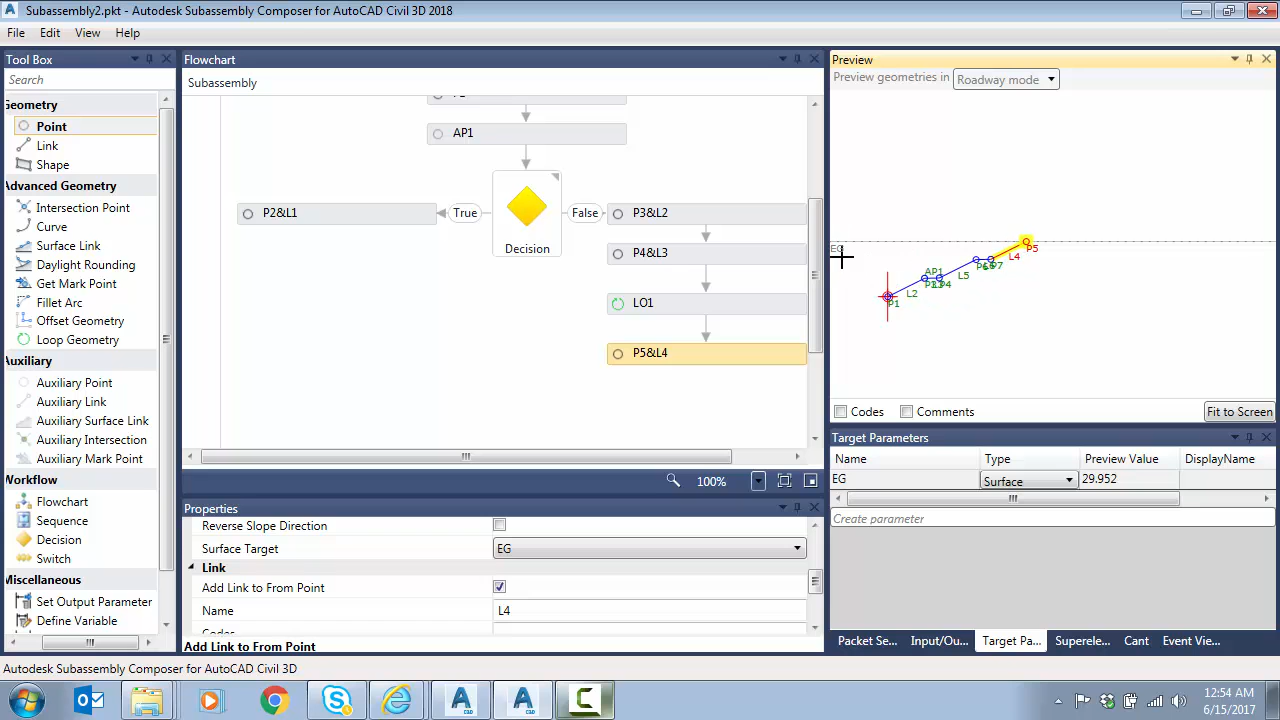 Subassembly2.pkt - Autodesk Subassembly Composer for AutoCAD Civil 3D 2018
File Edit View Help
Tool Box
Search
Geometry
Point
Link
Shape
Advanced Geometry
Intersection Point
Curve
Surface Link
Daylight Rounding
Get Mark Point
Fillet Arc
Offset Geometry
Loop Geometry
Auxiliary
Auxiliary Point
Auxiliary Link
Auxiliary Surface Link
Auxiliary Intersection
Auxiliary Mark Point
Workflow
Flowchart
Sequence
Decision
Switch
Miscellaneous
Set Output Parameter
Define Variable
Flowchart
Subassembly
AP1
P2&L1 True False P3&L2
Decision
P4&L3
LO1
P5&L4
100%
Properties
Reverse Slope Direction
Surface Target EG
Link
Add Link to From Point
Name L4
Codes
Add Link to From Point
Preview
Preview geometries in Roadway mode
EG
P5
L4
L5
AP1
L2
P1
Codes Comments Fit to Screen
Target Parameters
Name Type Preview Value DisplayName
EG Surface 29.952
Create parameter
Packet Se... Input/Ou... Target Pa... Superele... Cant Event Vie...
Autodesk Subassembly Composer for AutoCAD Civil 3D
12:54 AM
6/15/2017